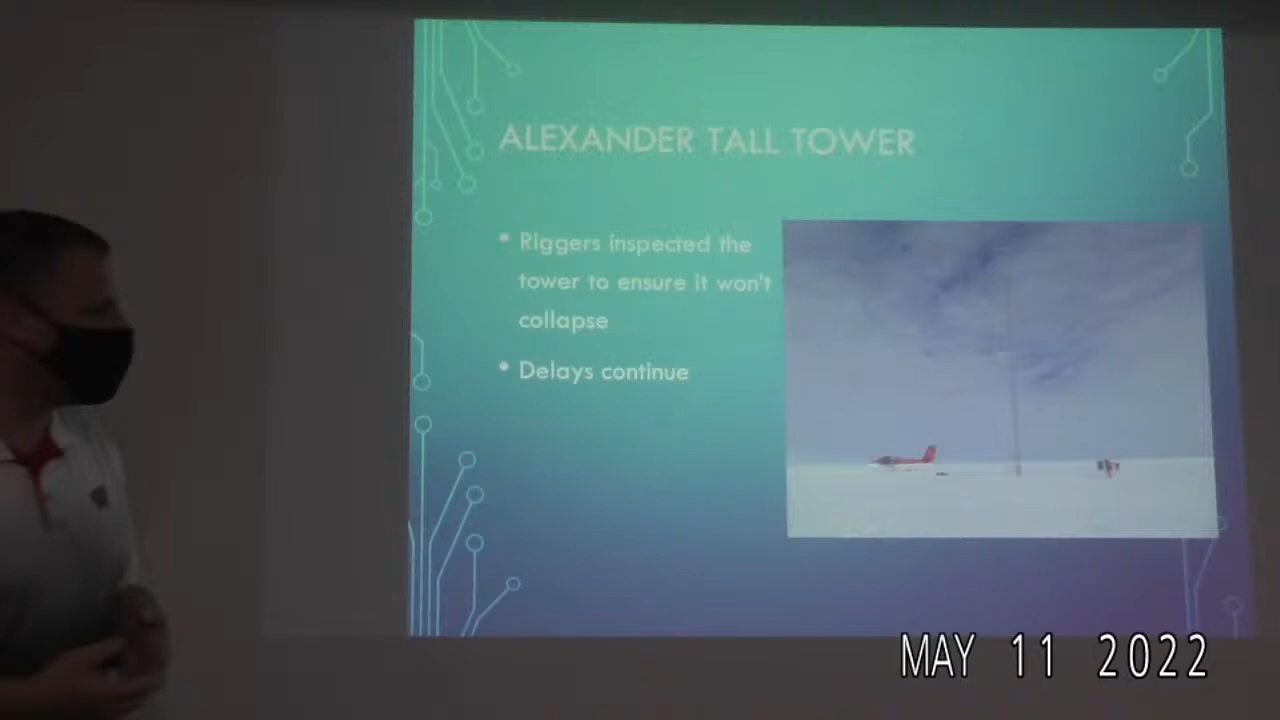 ALEXANDER TALL TOWER
• Riggers inspected the
tower to ensure it won't
collapse
• Delays continue
MAY 11 2022